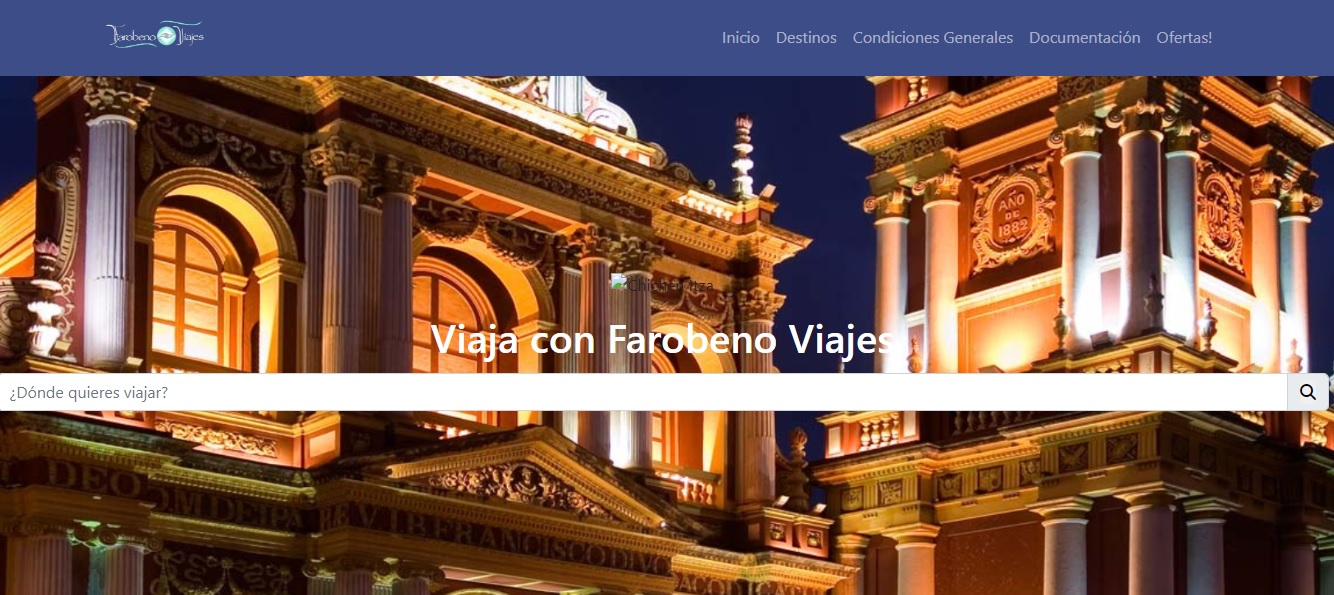 Farobeno Viajes
Inicio Destinos Condiciones Generales Documentación Ofertas!
AÑO
DE
1882
Chichen Itza
Viaja con Farobeno Viajes
¿Dónde quieres viajar?
FRANCISCO